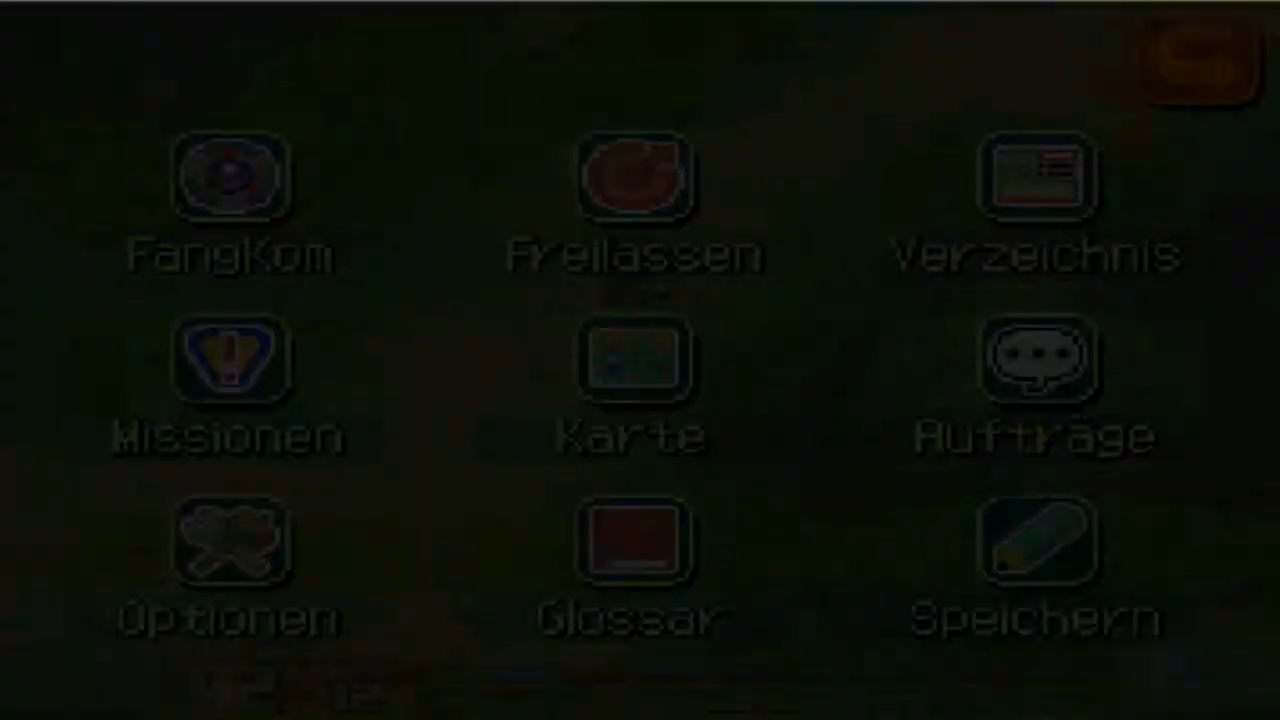 FangKom Freilassen Verzeichnis
Missionen Karte Aufträge
Optionen Glossar Speichern